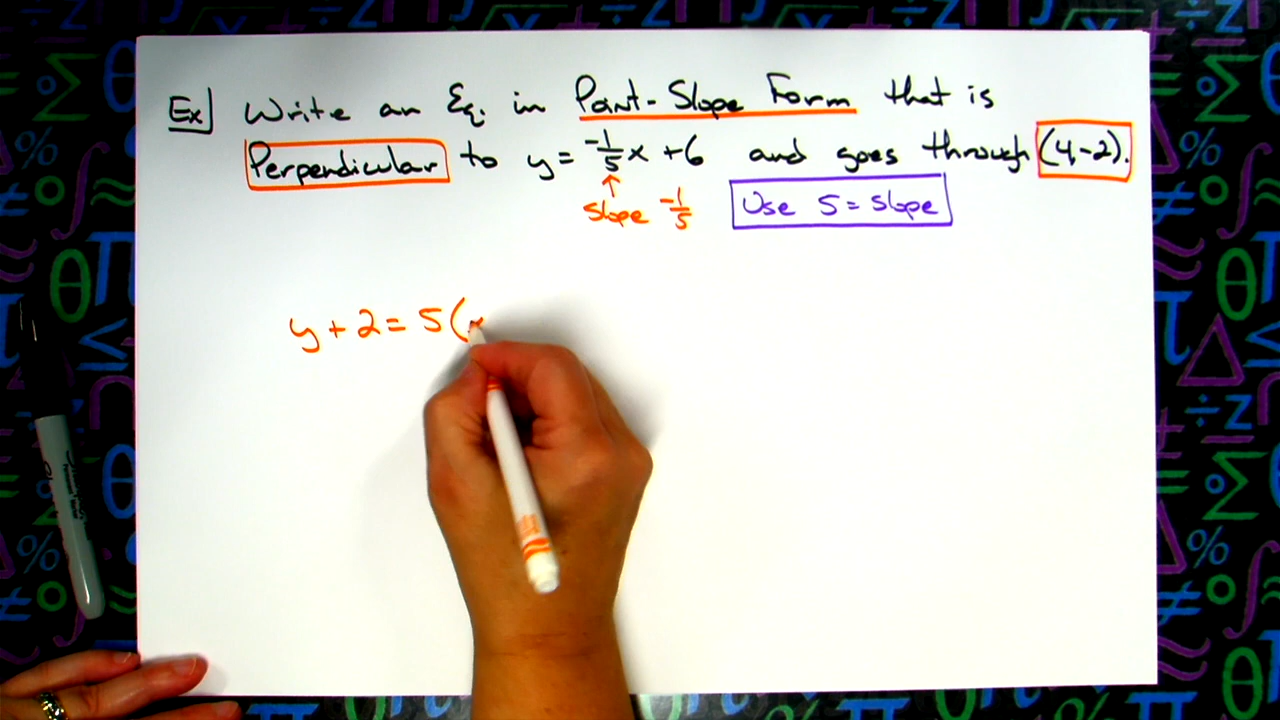 Ex) Write an Eq. in Point-Slope Form that is
Perpendicular to y = -1/5 x + 6 and goes through (4,-2).
Slope -1/5 Use 5 = slope
y + 2 = 5(x